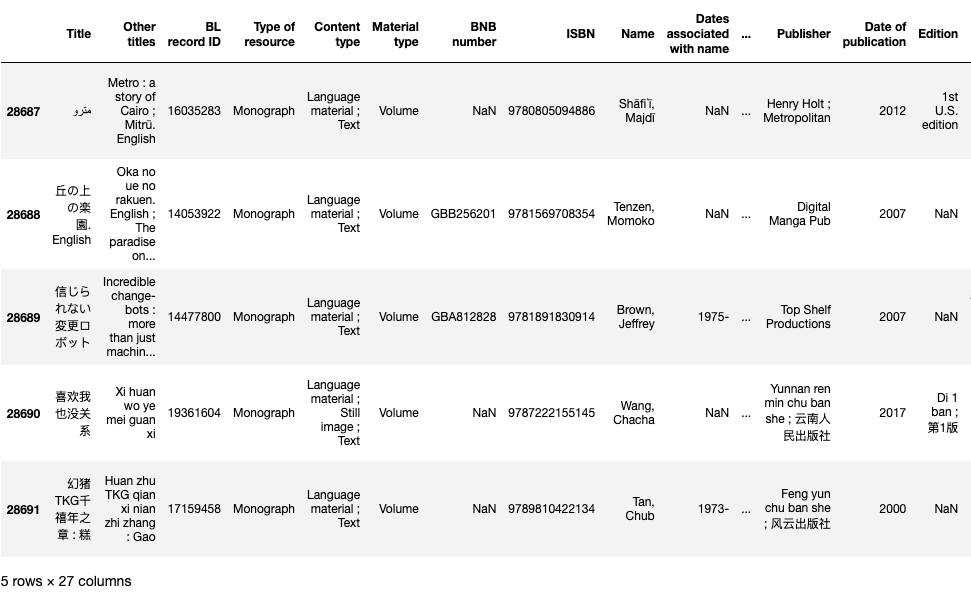 Title
Other
titles
BL
record ID
Type of
resource
Content
type
Material
type
BNB
number
ISBN
Name
Dates
associated
with name
...
Publisher
Date of
publication
Edition
28687
مترو
Metro : a
story of
Cairo ;
Mitrū.
English
16035283
Monograph
Language
material ;
Text
Volume
NaN
9780805094886
Shāfiʻī,
Majdī
NaN
...
Henry Holt ;
Metropolitan
2012
1st
U.S.
edition
28688
丘の上
の楽
園.
English
Oka no
ue no
rakuen.
English ;
The
paradise
on...
14053922
Monograph
Language
material ;
Text
Volume
GBB256201
9781569708354
Tenzen,
Momoko
NaN
...
Digital
Manga Pub
2007
NaN
28689
信じら
れない
変更ロ
ボット
Incredible
change-
bots :
more
than just
machin...
14477800
Monograph
Language
material ;
Text
Volume
GBA812828
9781891830914
Brown,
Jeffrey
1975-
...
Top Shelf
Productions
2007
NaN
28690
喜欢我
也没关
系
Xi huan
wo ye
mei guan
xi
19361604
Monograph
Language
material ;
Still
image ;
Text
Volume
NaN
9787222155145
Wang,
Chacha
NaN
...
Yunnan ren
min chu ban
she ; 云南人
民出版社
2017
Di 1
ban ;
第1版
28691
幻猪
TKG千
禧年之
章 : 糕
Huan zhu
TKG qian
xi nian
zhi zhang
: Gao
17159458
Monograph
Language
material ;
Text
Volume
NaN
9789810422134
Tan,
Chub
1973-
...
Feng yun
chu ban she
; 风云出版社
2000
NaN
5 rows × 27 columns